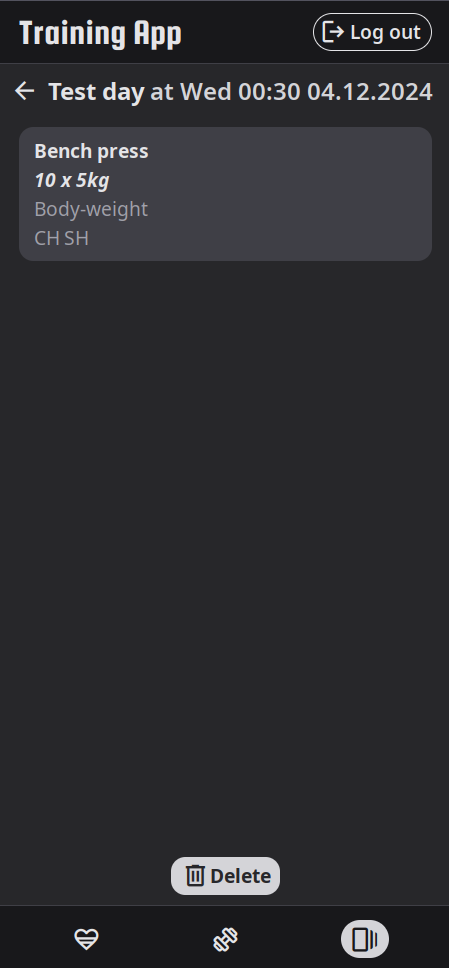 Training App
Log out
Test day at Wed 00:30 04.12.2024
Bench press
10 x 5kg
Body-weight
CH SH
Delete